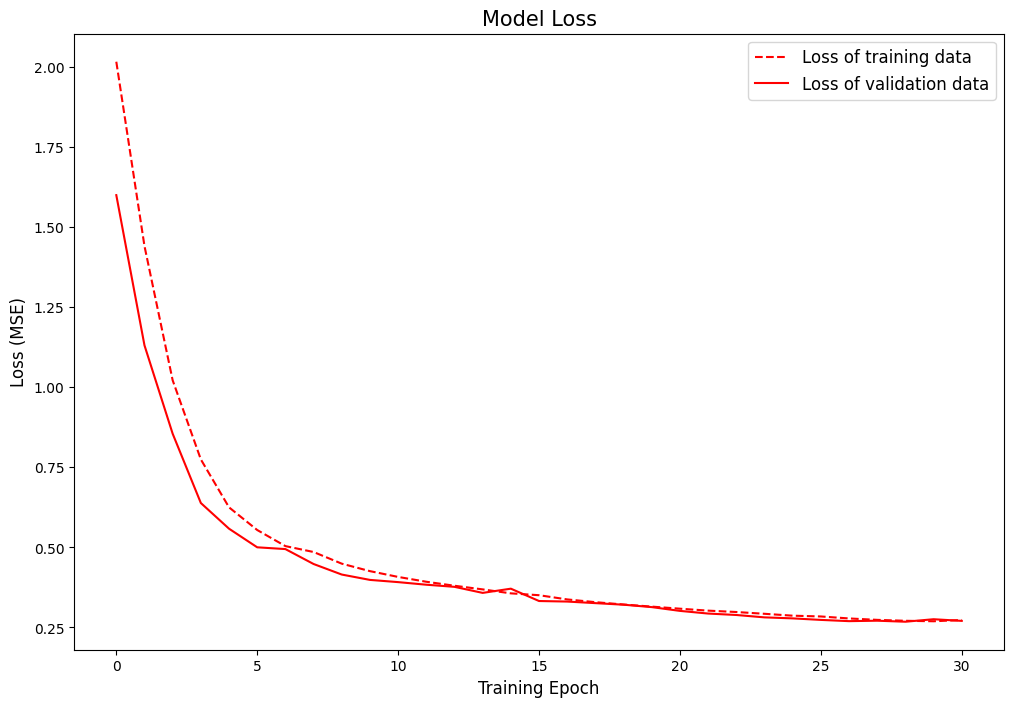 Model Loss
Loss of training data
Loss of validation data
Loss (MSE)
2.00
1.75
1.50
1.25
1.00
0.75
0.50
0.25
0 5 10 15 20 25 30
Training Epoch